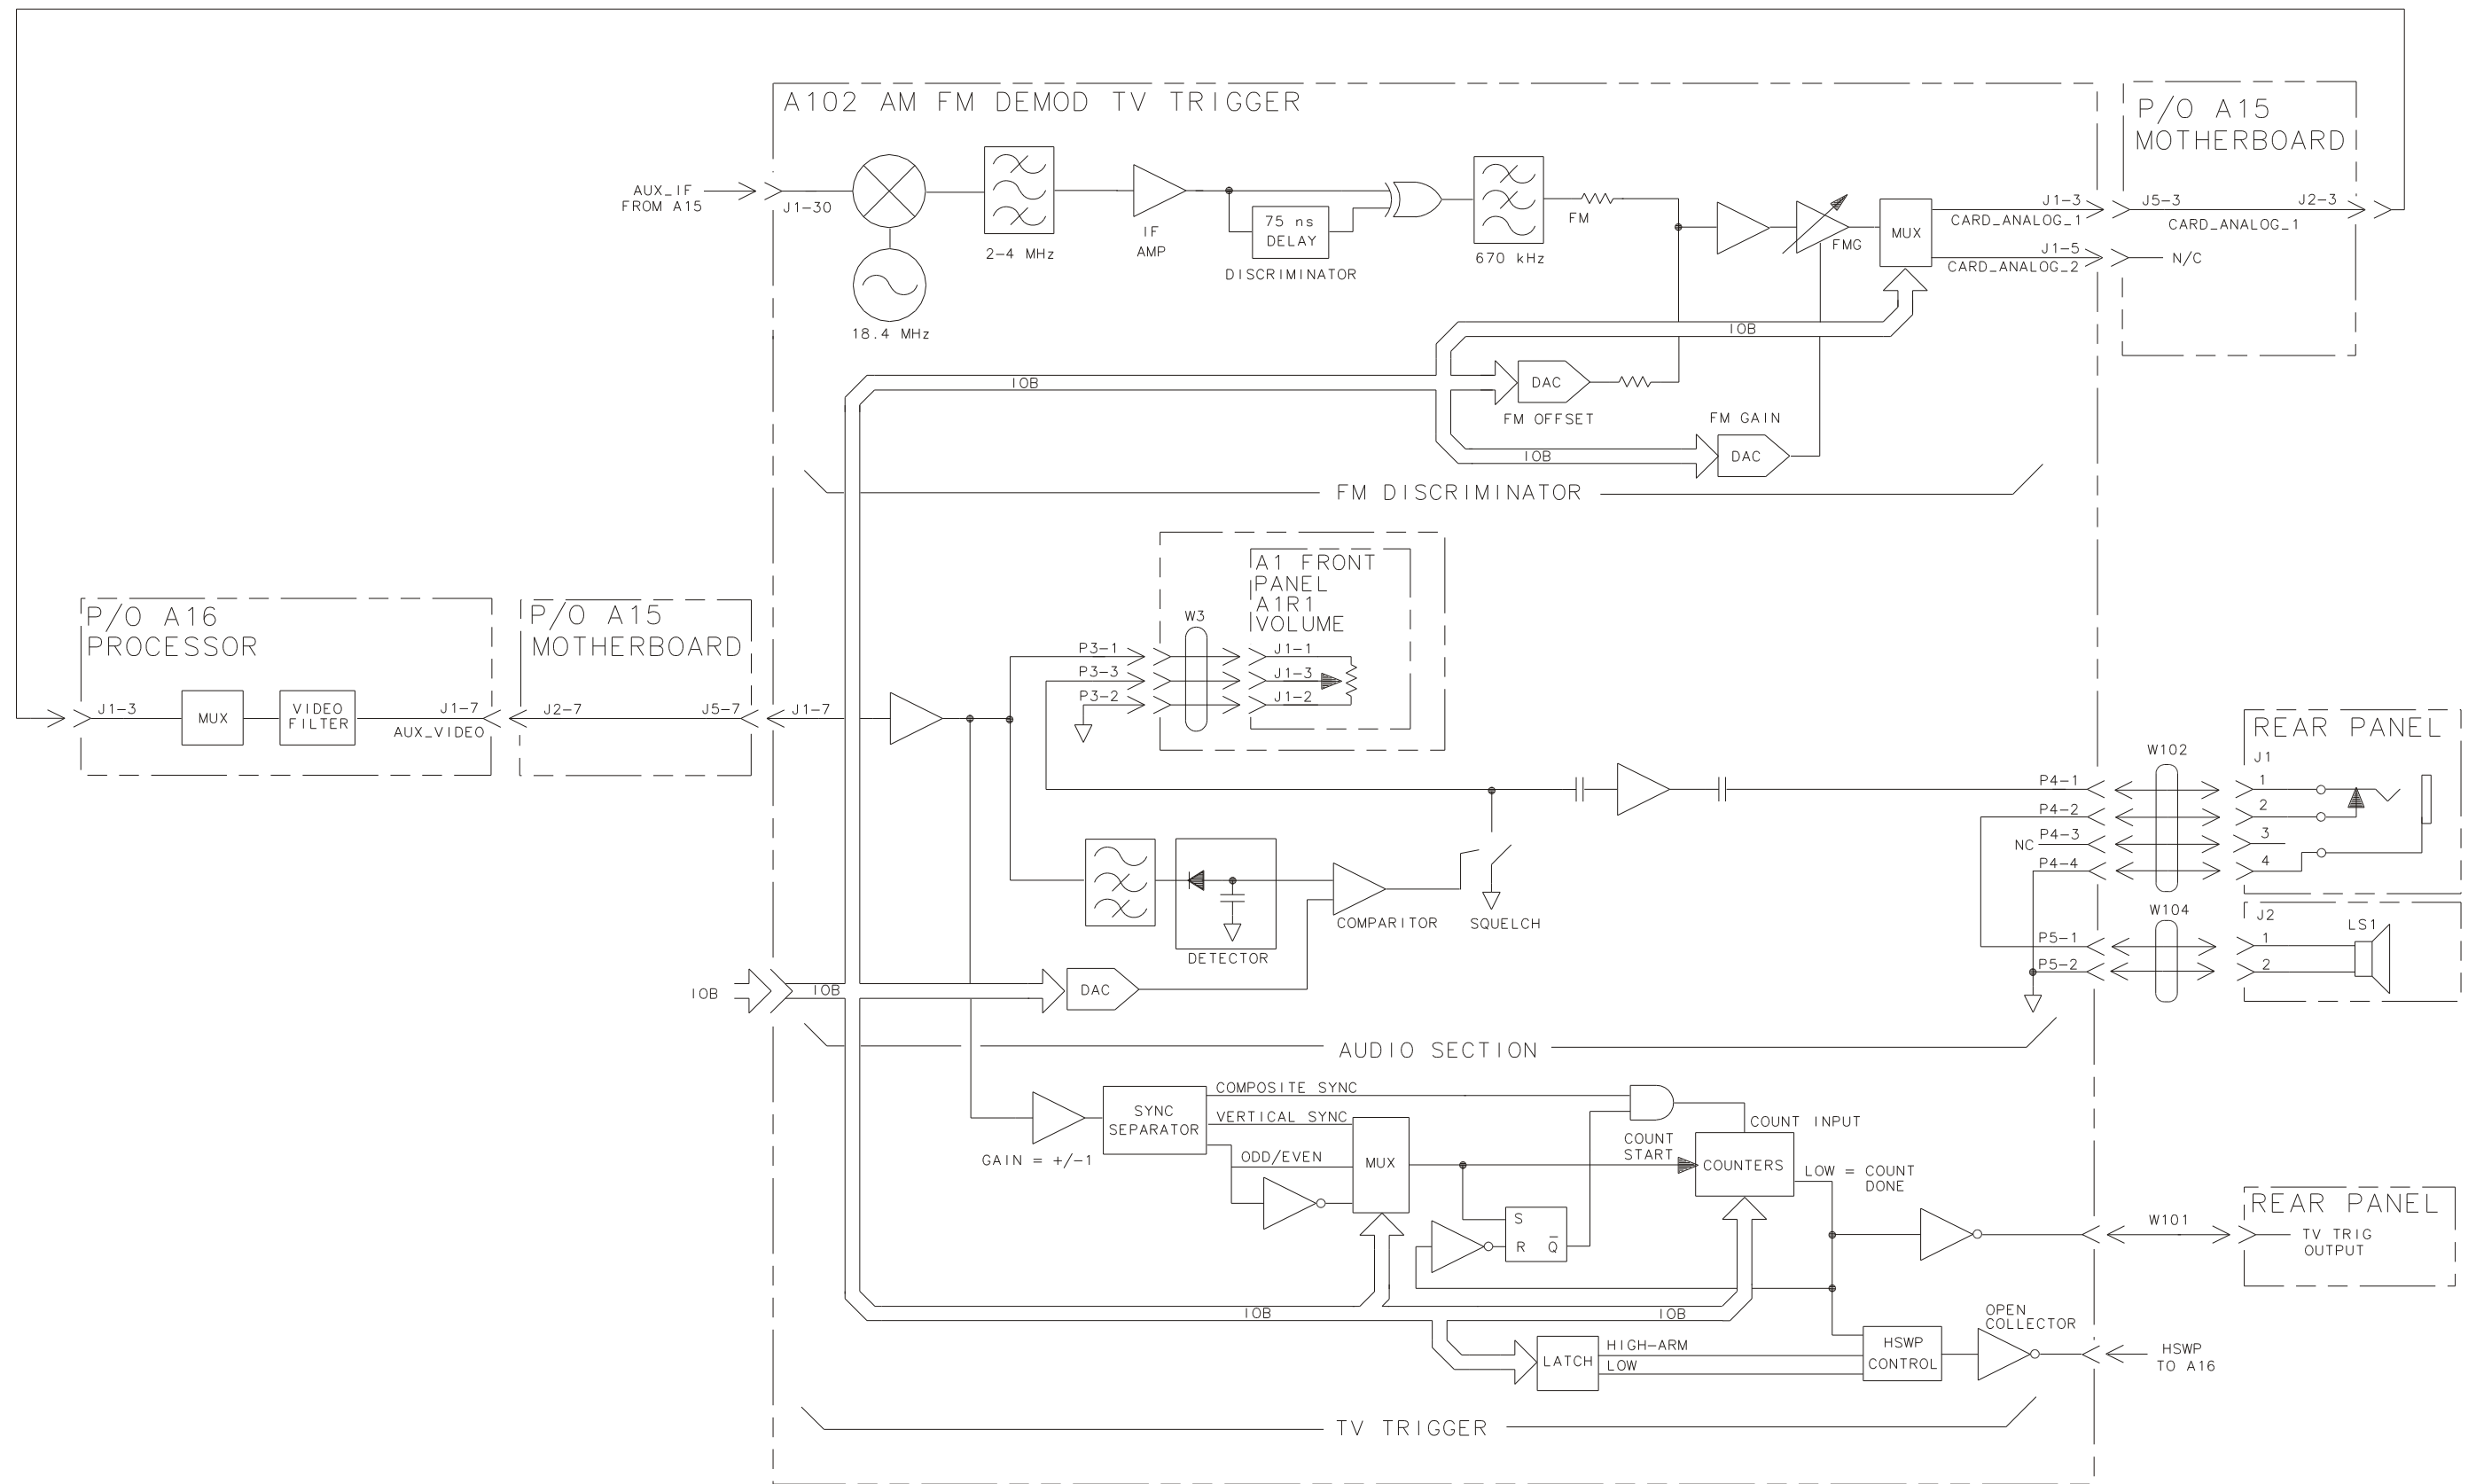 A102 AM FM DEMOD TV TRIGGER
P/O A15
MOTHERBOARD
AUX_IF
FROM A15
J1-30
18.4 MHz
2-4 MHz
IF
AMP
75 ns
DELAY
DISCRIMINATOR
670 kHz
FM
FMG
MUX
J1-3
CARD_ANALOG_1
J1-5
CARD_ANALOG_2
J5-3
J2-3
CARD_ANALOG_1
N/C
IOB
IOB
DAC
FM OFFSET
FM GAIN
DAC
IOB
FM DISCRIMINATOR
P/O A16
PROCESSOR
J1-3
MUX
VIDEO
FILTER
J1-7
AUX_VIDEO
P/O A15
MOTHERBOARD
J2-7
J5-7
J1-7
A1 FRONT
PANEL
A1R1
VOLUME
W3
P3-1
P3-3
P3-2
J1-1
J1-3
J1-2
DETECTOR
COMPARITOR
SQUELCH
P4-1
P4-2
NC
P4-3
P4-4
P5-1
P5-2
W102
W104
REAR PANEL
J1
1
2
3
4
J2
1
2
LS1
IOB
IOB
DAC
AUDIO SECTION
GAIN = +/-1
SYNC
SEPARATOR
COMPOSITE SYNC
VERTICAL SYNC
ODD/EVEN
MUX
S
R
Q̅
COUNT
START
COUNT INPUT
COUNTERS
LOW = COUNT
DONE
IOB
IOB
LATCH
HIGH-ARM
LOW
HSWP
CONTROL
OPEN
COLLECTOR
W101
REAR PANEL
TV TRIG
OUTPUT
HSWP
TO A16
TV TRIGGER